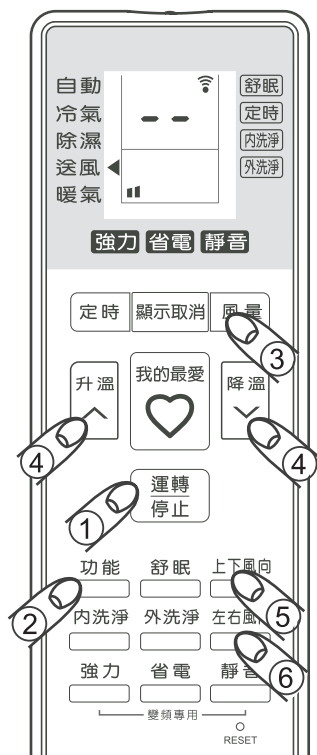 自動
冷氣
除濕
送風
暖氣
舒眠
定時
內洗淨
外洗淨
強力 省電 靜音
定時 顯示取消 風量
③
升溫 我的最愛 降溫
④ ④
運轉
停止
①
功能 舒眠 上下風向
② ⑤
內洗淨 外洗淨 左右風
⑥
強力 省電 靜音
變頻專用
RESET